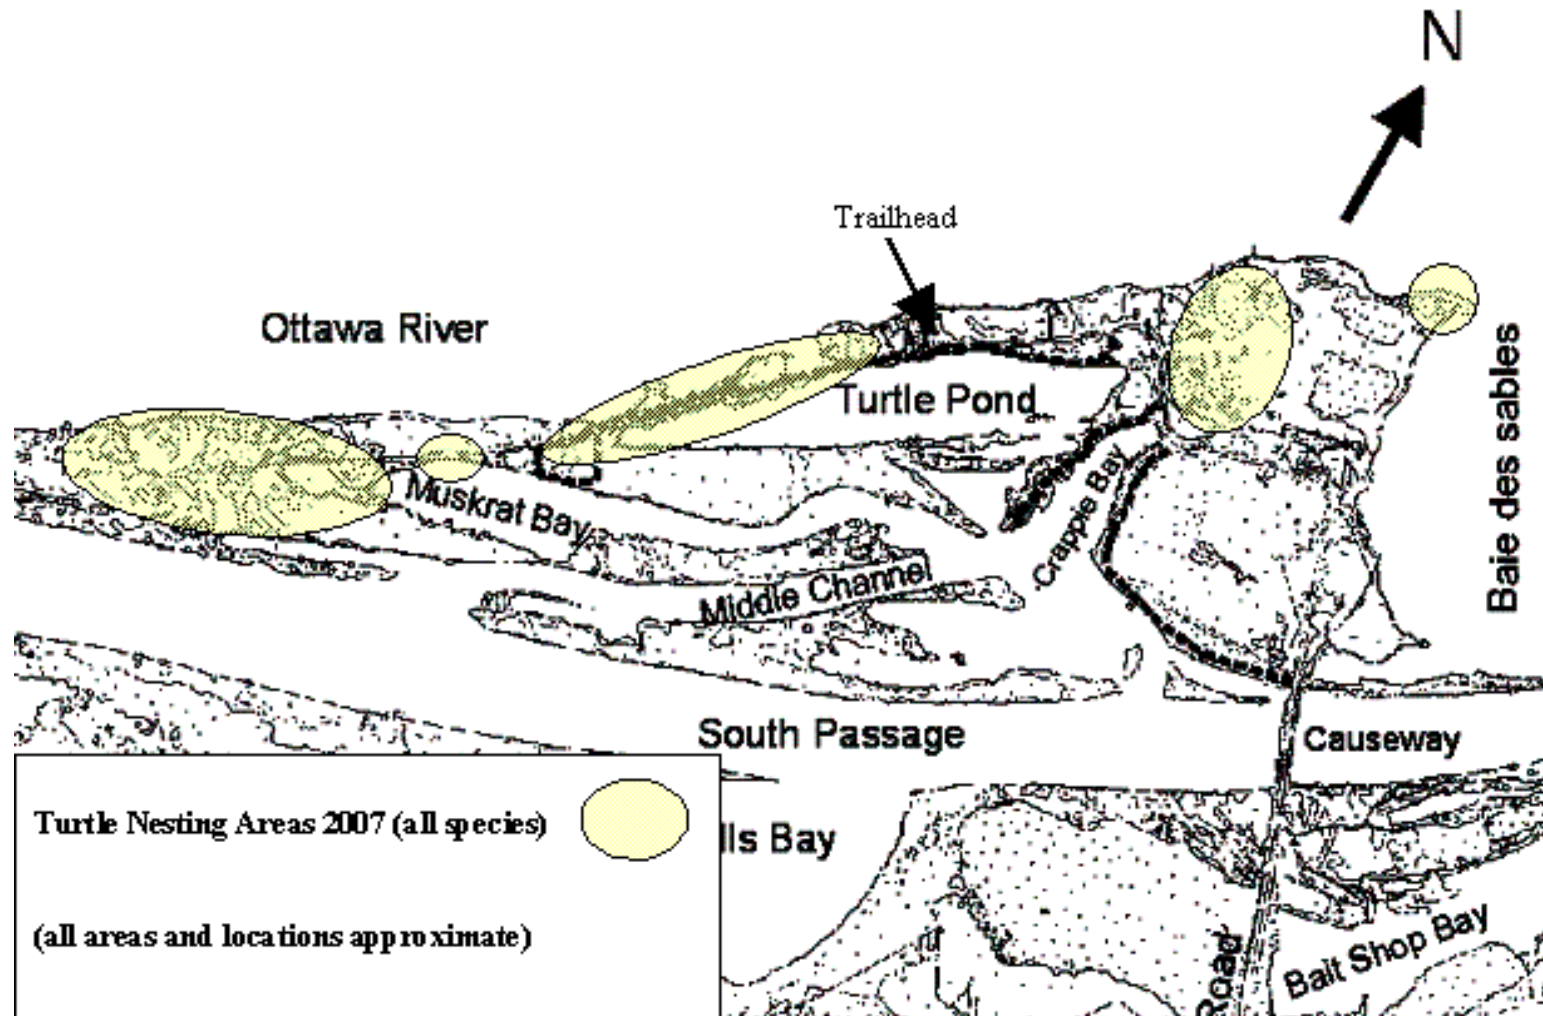 N
Trailhead
Ottawa River
Turtle Pond
Baie des sables
Muskrat Bay
Crappie Bay
Middle Channel
South Passage
Causeway
Turtle Nesting Areas 2007 (all species)
lls Bay
(all areas and locations approximate)
Road
Bait Shop Bay